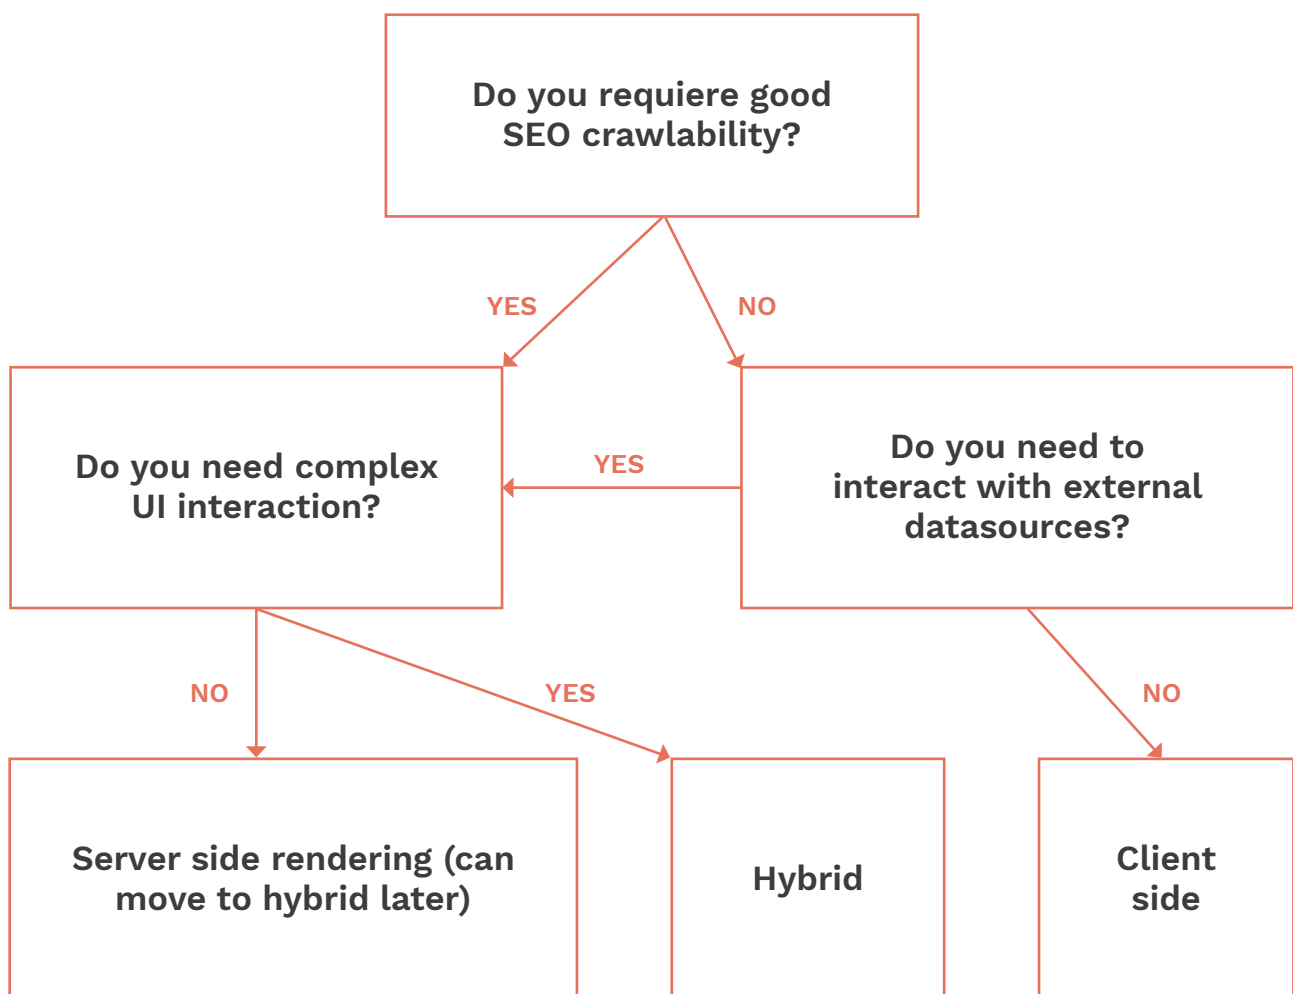 Do you requiere good
SEO crawlability?
YES
NO
Do you need complex
UI interaction?
YES
Do you need to
interact with external
datasources?
NO
YES
NO
Server side rendering (can
move to hybrid later)
Hybrid
Client
side